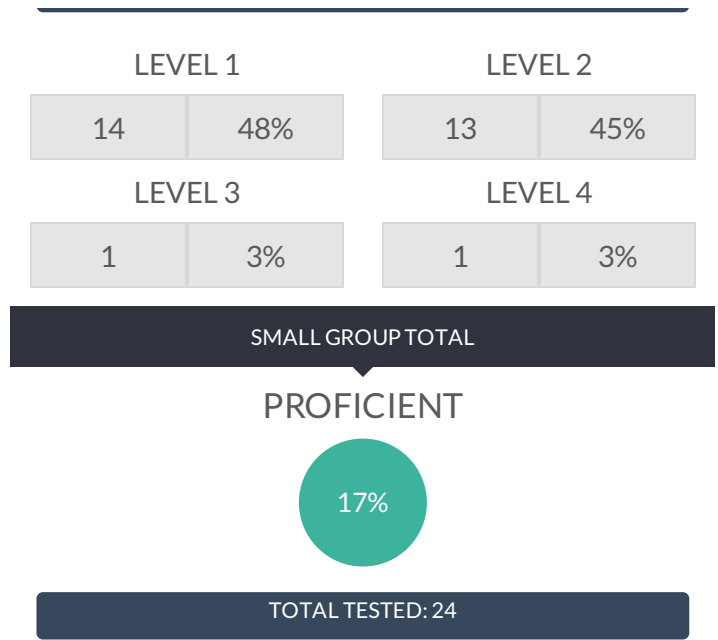 LEVEL 1 LEVEL 2
14 48% 13 45%
LEVEL 3 LEVEL 4
1 3% 1 3%
SMALL GROUP TOTAL
PROFICIENT
17%
TOTAL TESTED: 24